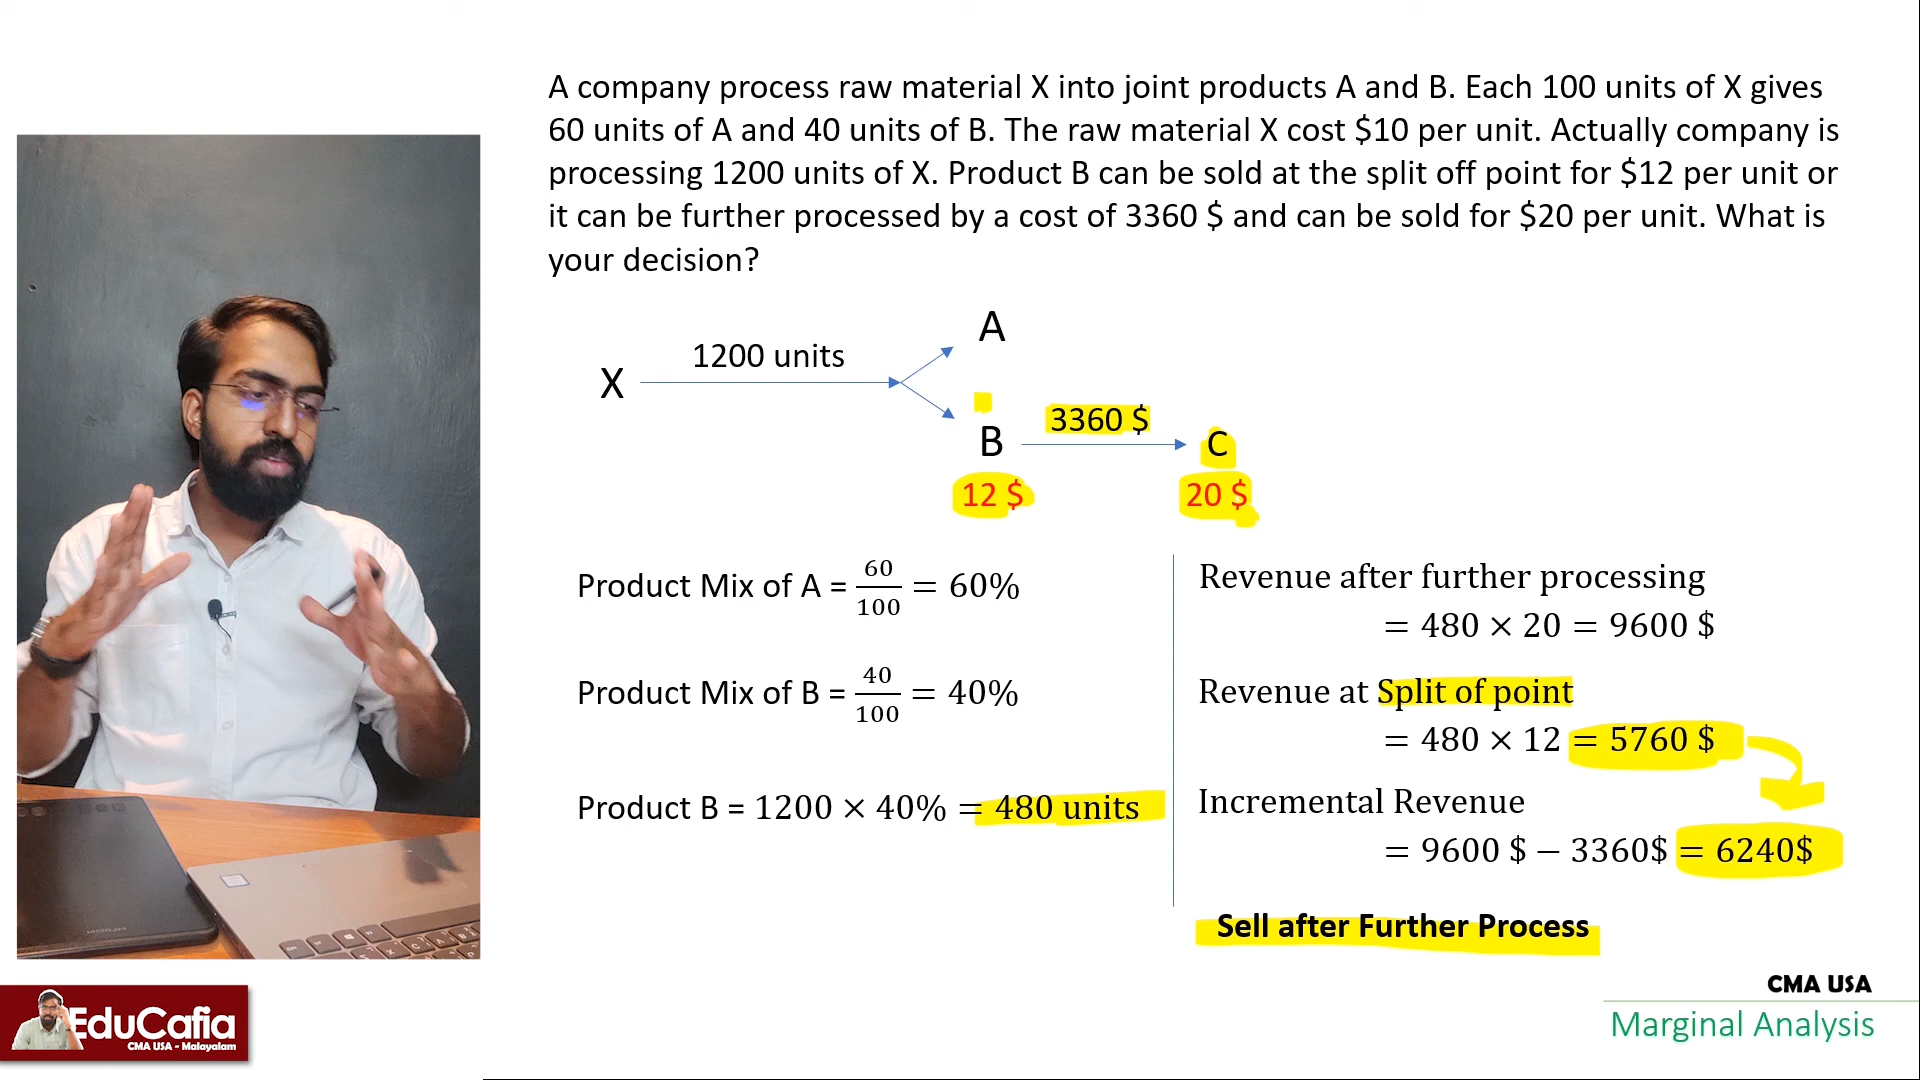 A company process raw material X into joint products A and B. Each 100 units of X gives
60 units of A and 40 units of B. The raw material X cost $10 per unit. Actually company is
processing 1200 units of X. Product B can be sold at the split off point for $12 per unit or
it can be further processed by a cost of 3360 $ and can be sold for $20 per unit. What is
your decision?
A
1200 units
X
3360 $
B
C
12 $
20 $
Product Mix of A = 60/100 = 60%
Product Mix of B = 40/100 = 40%
Product B = 1200 × 40% = 480 units
Revenue after further processing
= 480 × 20 = 9600 $
Revenue at Split of point
= 480 × 12 = 5760 $
Incremental Revenue
= 9600 $ − 3360$ = 6240$
Sell after Further Process
CMA USA
Marginal Analysis
EduCafia
CMA USA - Malayalam